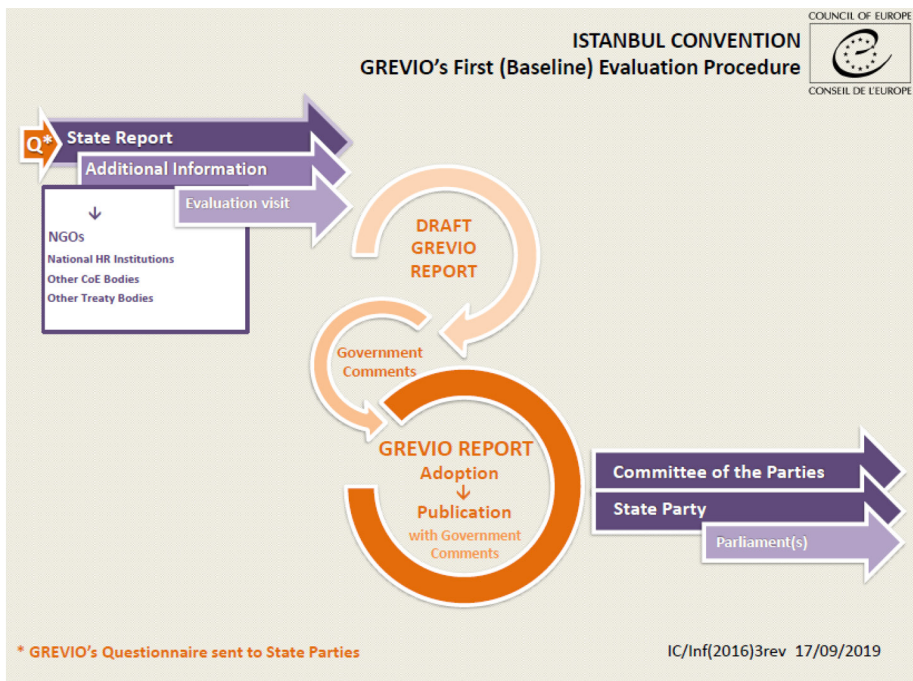 COUNCIL OF EUROPE
ISTANBUL CONVENTION
GREVIO's First (Baseline) Evaluation Procedure
CONSEIL DE L'EUROPE
Q*
State Report
Additional Information
Evaluation visit
↓
NGOs
National HR Institutions
Other CoE Bodies
Other Treaty Bodies
DRAFT
GREVIO
REPORT
Government
Comments
GREVIO REPORT
Adoption
↓
Publication
with Government
Comments
Committee of the Parties
State Party
Parliament(s)
* GREVIO's Questionnaire sent to State Parties
IC/Inf(2016)3rev 17/09/2019